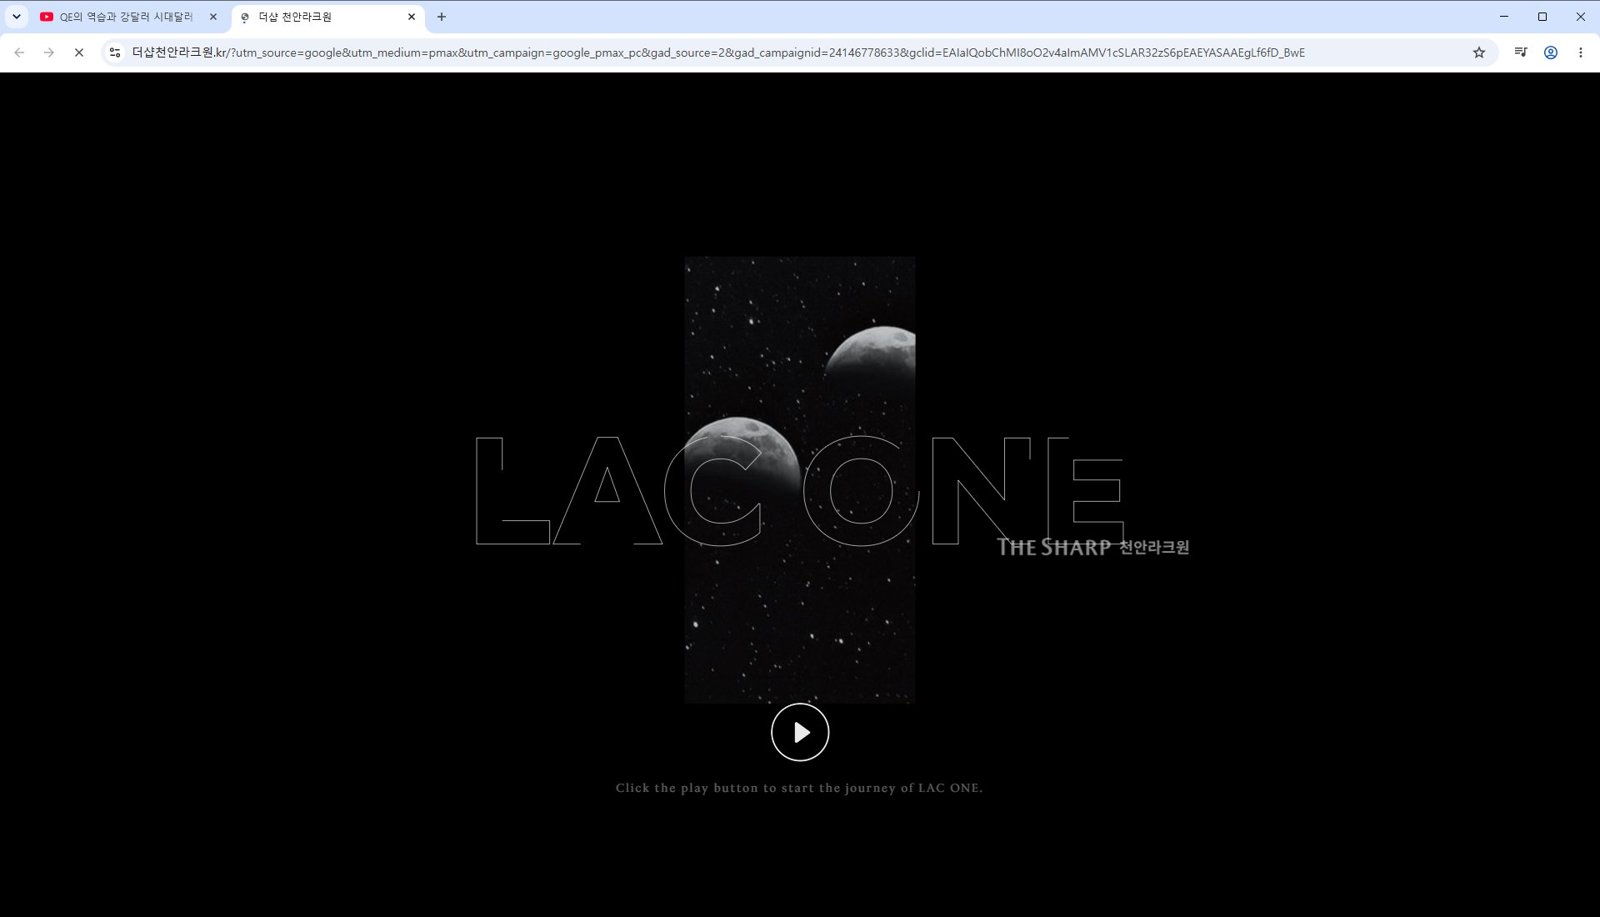 QE의 역습과 강달러 시대달러
더샵 천안라크원
더샵천안라크원.kr/?utm_source=google&utm_medium=pmax&utm_campaign=google_pmax_pc&gad_source=2&gad_campaignid=24146778633&gclid=EAIaIQobChMI8oO2v4aImAMV1cSLAR32zS6pEAEYASAAEgLf6fD_BwE
LAC ONE
THE SHARP 천안라크원
Click the play button to start the journey of LAC ONE.